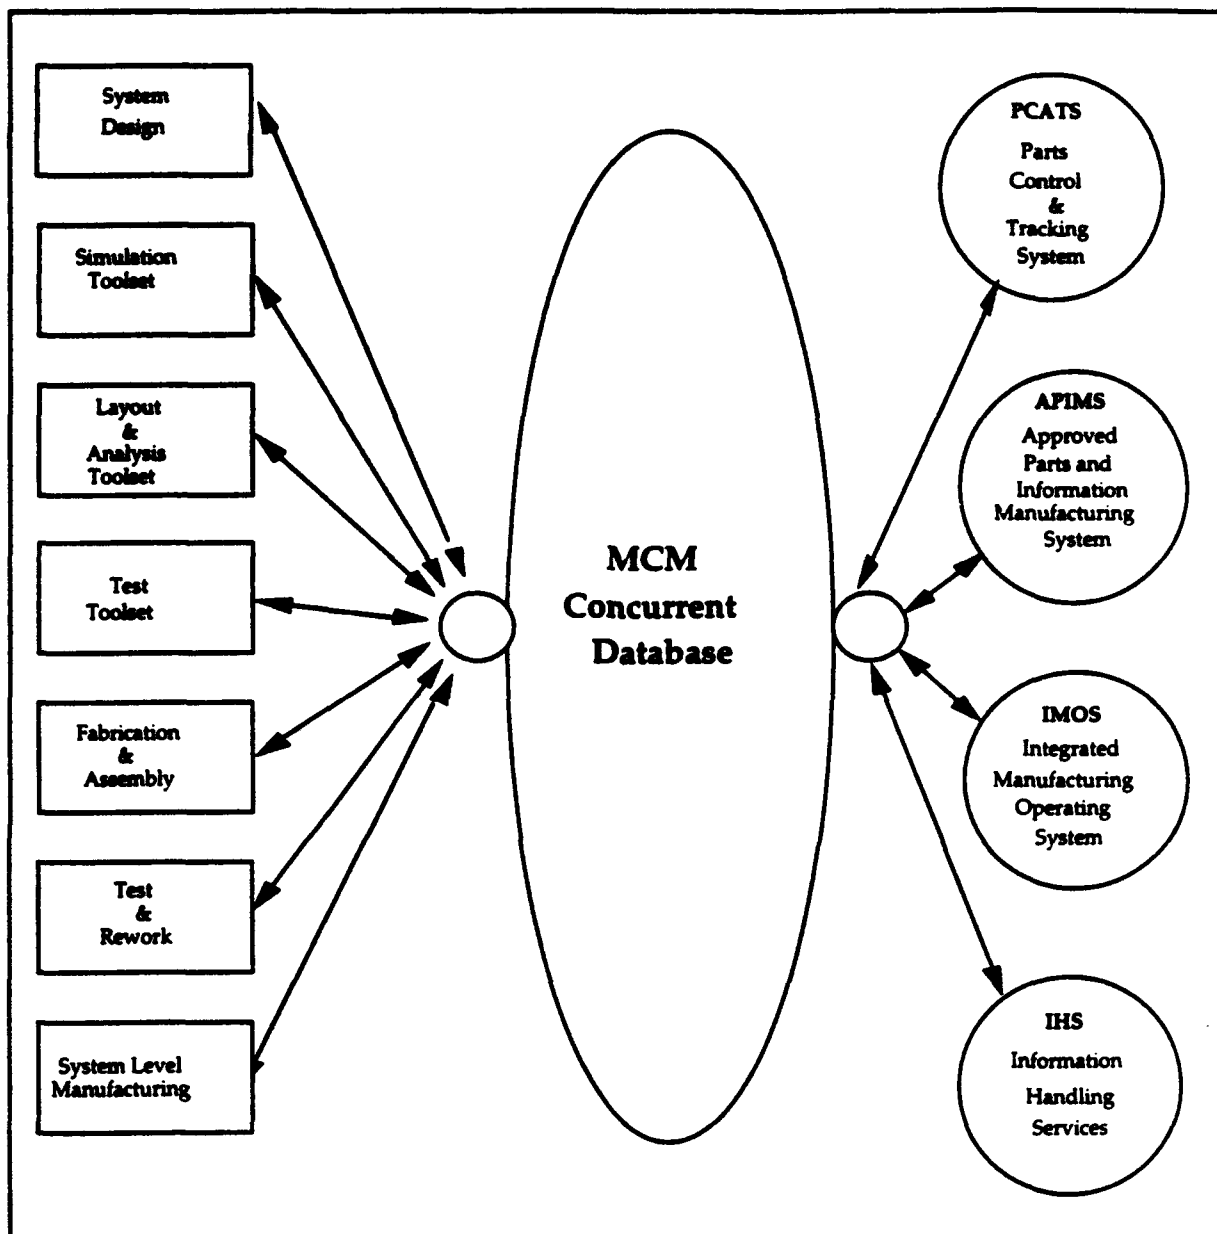 System
Design
Simulation
Toolset
Layout
&
Analysis
Toolset
Test
Toolset
Fabrication
&
Assembly
Test
&
Rework
System Level
Manufacturing
MCM
Concurrent
Database
PCATS
Parts
Control
&
Tracking
System
APIMS
Approved
Parts and
Information
Manufacturing
System
IMOS
Integrated
Manufacturing
Operating
System
IHS
Information
Handling
Services